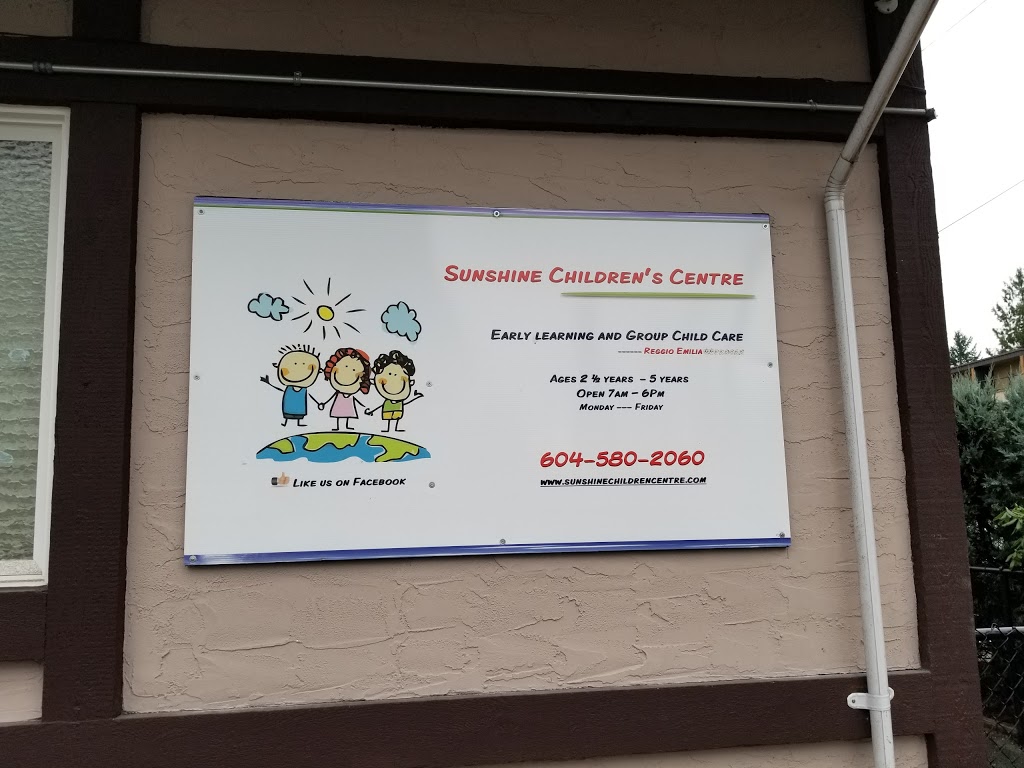 Sunshine Children's Centre
Early learning and Group Child Care
------ Reggio Emilia
Ages 2 ½ years - 5 years
Open 7am - 6pm
Monday --- Friday
604-580-2060
www.sunshinechildrencentre.com
Like us on Facebook